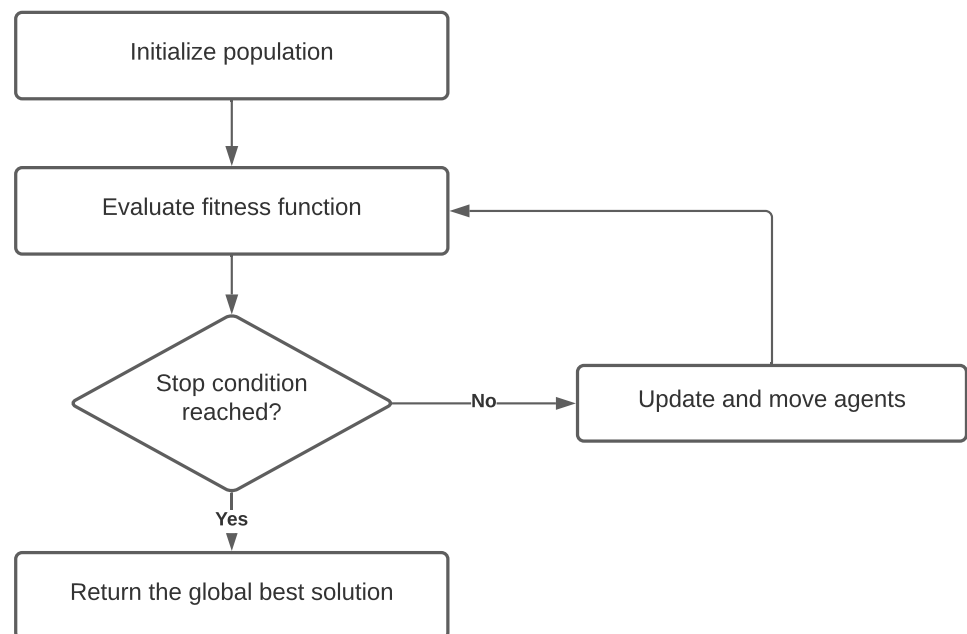 Initialize population
Evaluate fitness function
Stop condition
reached?
No
Update and move agents
Yes
Return the global best solution